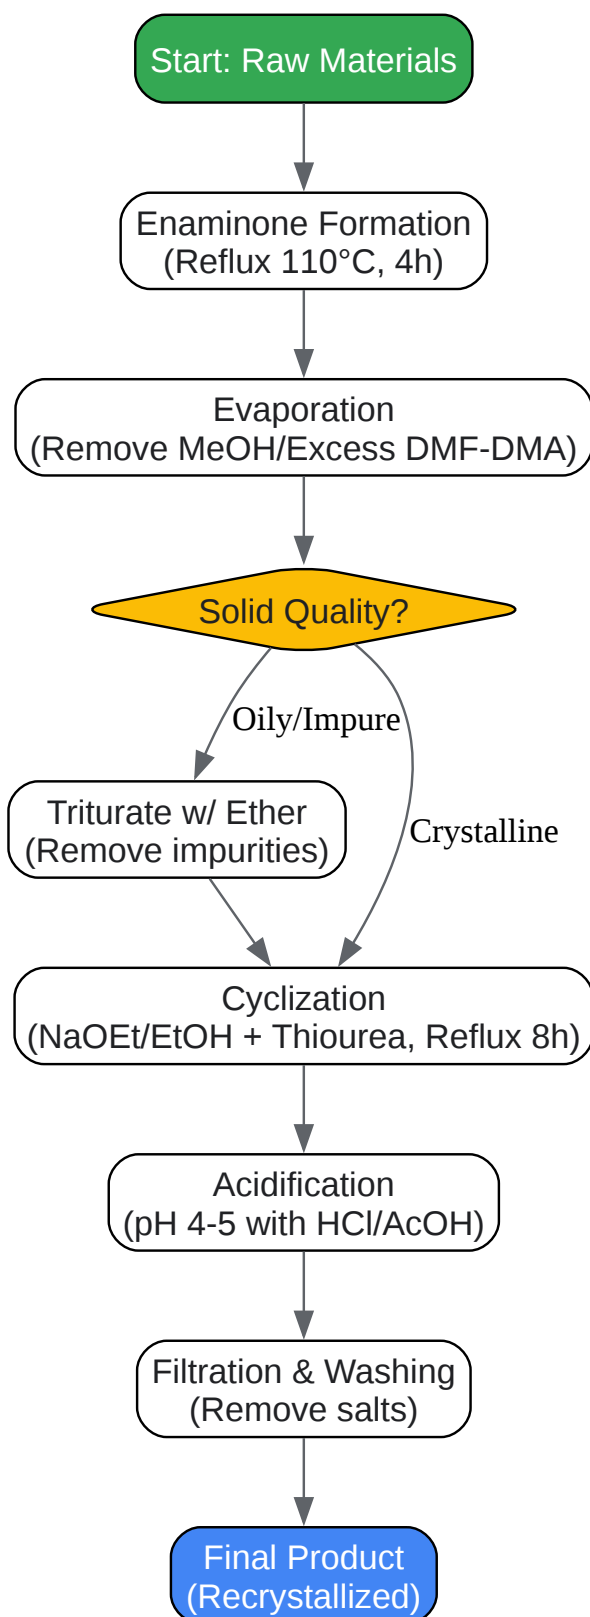 Start: Raw Materials
Enaminone Formation
(Reflux 110°C, 4h)
Evaporation
(Remove MeOH/Excess DMF-DMA)
Solid Quality?
Oily/Impure
Triturate w/ Ether
(Remove impurities)
Crystalline
Cyclization
(NaOEt/EtOH + Thiourea, Reflux 8h)
Acidification
(pH 4-5 with HCl/AcOH)
Filtration & Washing
(Remove salts)
Final Product
(Recrystallized)